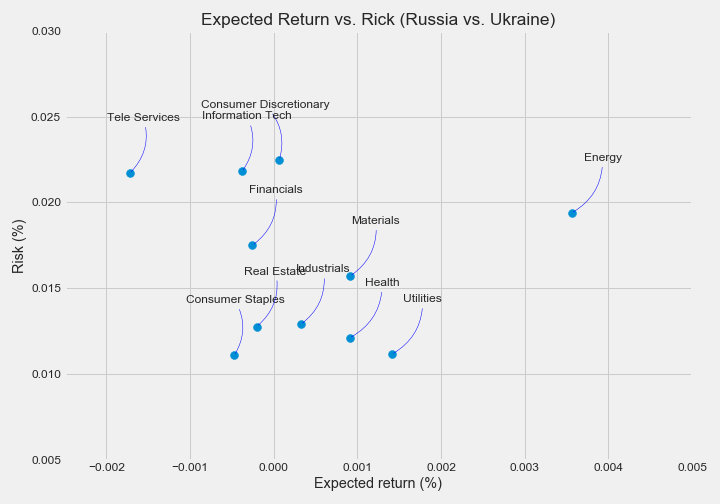 Expected Return vs. Rick (Russia vs. Ukraine)
0.030
0.025
0.020
0.015
0.010
0.005
Risk (%)
Tele Services
Consumer Discretionary
Information Tech
Energy
Financials
Materials
Real Estate
Industrials
Health
Consumer Staples
Utilities
−0.002
−0.001
0.000
0.001
0.002
0.003
0.004
0.005
Expected return (%)